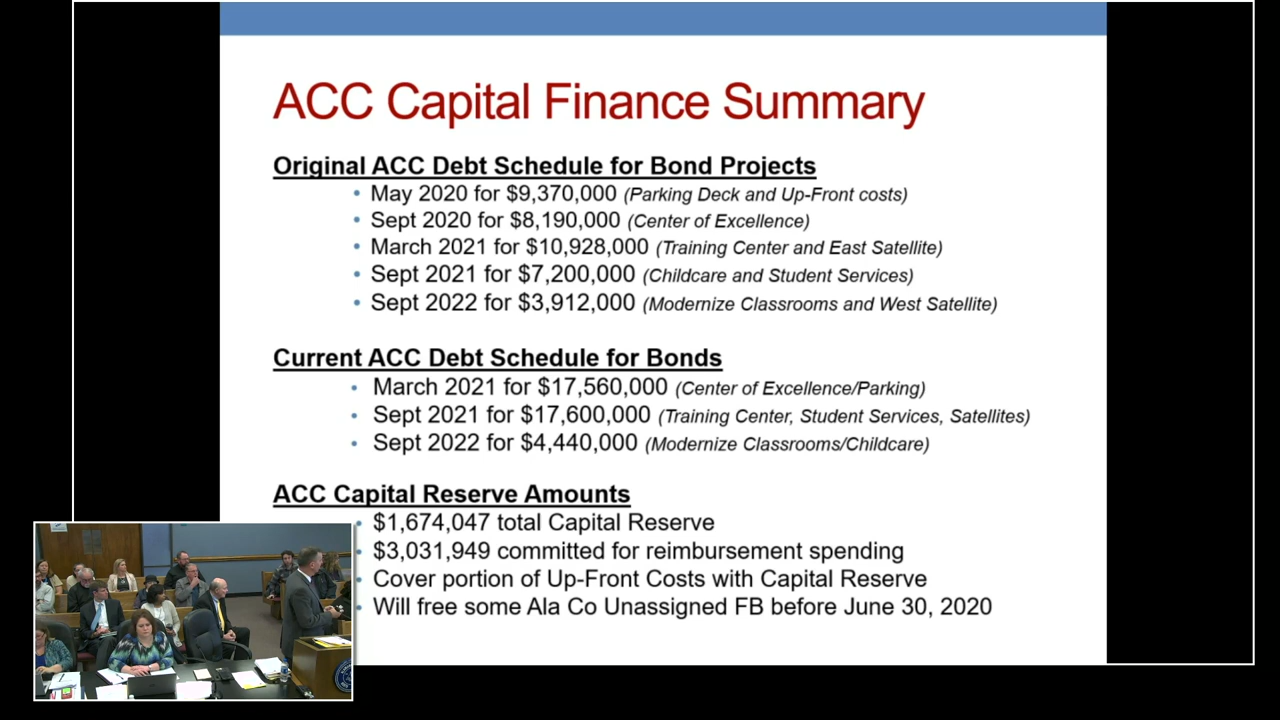 ACC Capital Finance Summary
Original ACC Debt Schedule for Bond Projects
• May 2020 for $9,370,000 (Parking Deck and Up-Front costs)
• Sept 2020 for $8,190,000 (Center of Excellence)
• March 2021 for $10,928,000 (Training Center and East Satellite)
• Sept 2021 for $7,200,000 (Childcare and Student Services)
• Sept 2022 for $3,912,000 (Modernize Classrooms and West Satellite)
Current ACC Debt Schedule for Bonds
• March 2021 for $17,560,000 (Center of Excellence/Parking)
• Sept 2021 for $17,600,000 (Training Center, Student Services, Satellites)
• Sept 2022 for $4,440,000 (Modernize Classrooms/Childcare)
ACC Capital Reserve Amounts
• $1,674,047 total Capital Reserve
• $3,031,949 committed for reimbursement spending
• Cover portion of Up-Front Costs with Capital Reserve
• Will free some Ala Co Unassigned FB before June 30, 2020